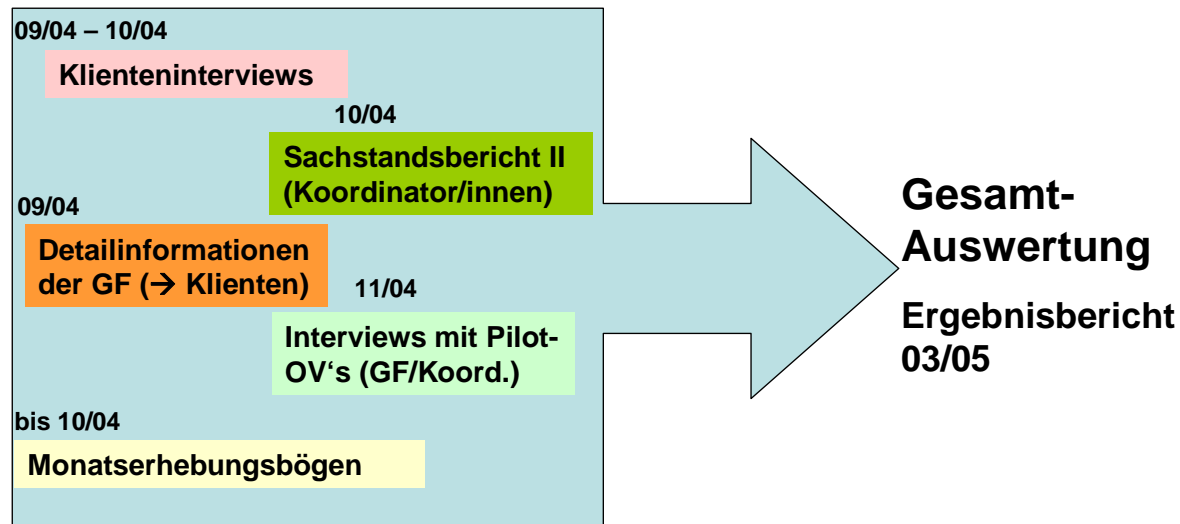 09/04 – 10/04
Klienteninterviews
10/04
Sachstandsbericht II
(Koordinator/innen)
09/04
Detailinformationen
der GF (→ Klienten)
11/04
Interviews mit Pilot-
OV‘s (GF/Koord.)
bis 10/04
Monatserhebungsbögen
Gesamt-
Auswertung
Ergebnisbericht
03/05